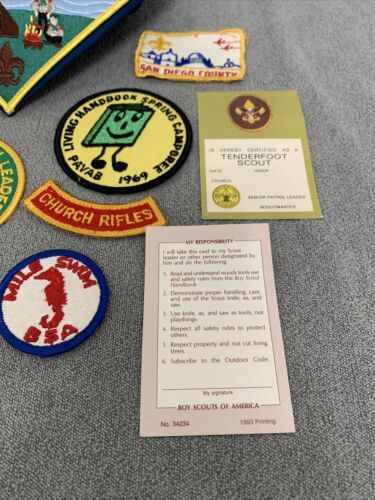 SAN DIEGO COUNTY
LIVING HANDBOOK SPRING CAMPOREE
PAYAB
1969
LEADE
CHURCH RIFLES
MILE SWIM
BSA
IS HEREBY CERTIFIED AS A
TENDERFOOT
SCOUT
DATE TROOP
COUNCIL
SENIOR PATROL LEADER
SCOUTMASTER
MY RESPONSIBILITY
I will take this card to my Scout
leader or other person designated by
him and do the following:
1. Read and understand woods tools use
and safety rules from the Boy Scout
Handbook.
2. Demonstrate proper handling, care,
and use of the Scout knife, ax, and
saw.
3. Use knife, ax, and saw as tools, not
playthings.
4. Respect all safety rules to protect
others.
5. Respect property and not cut living
trees.
6. Subscribe to the Outdoor Code.
My signature
BOY SCOUTS OF AMERICA
No. 34234 1993 Printing